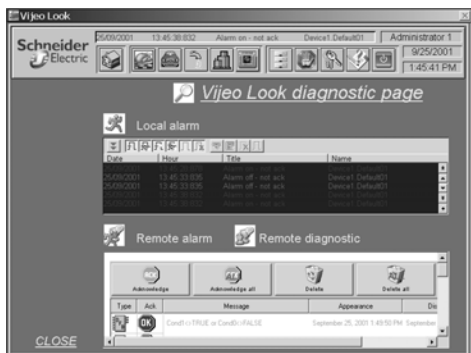 Vijeo Look
25/09/2001 13:45:30:832 Alarm on - not ack Device1.Default01 Administrator 1
Schneider
Electric
9/25/2001
1:45:41 PM
Vijeo Look diagnostic page
Local alarm
Date Hour Title Name
25/09/2001 13:45:33:835 Alarm off - not ack Device1.Default01
25/09/2001 13:45:33:835 Alarm off - not ack Device1.Default01
Remote alarm Remote diagnostic
Acknowledge Acknowledge all Delete Delete all
Type Ack Message Appearance
OK Cond1<>TRUE or Cond0<>FALSE September 25, 2001 1:49:50 PM September
CLOSE